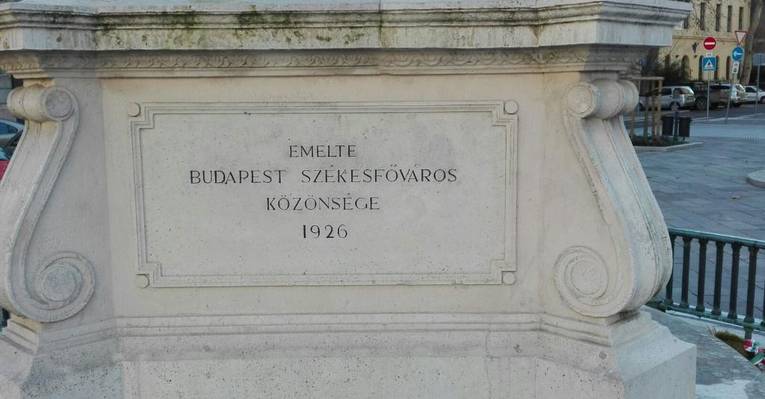 EMELTE
BUDAPEST SZÉKESFŐVÁROS
KÖZÖNSÉGE
1926